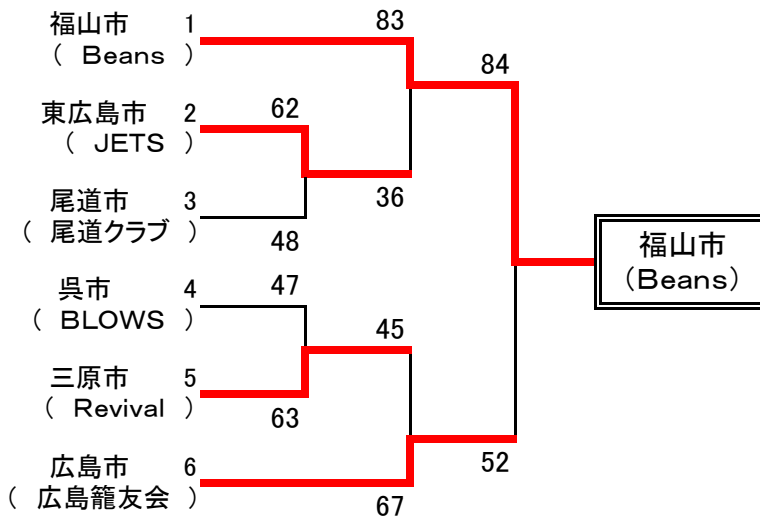 福山市 1
( Beans )
83
84
東広島市 2
( JETS )
62
36
尾道市 3
( 尾道クラブ )
48
福山市
(Beans)
呉市 4
( BLOWS )
47
45
三原市 5
( Revival )
63
52
広島市 6
( 広島籠友会 )
67